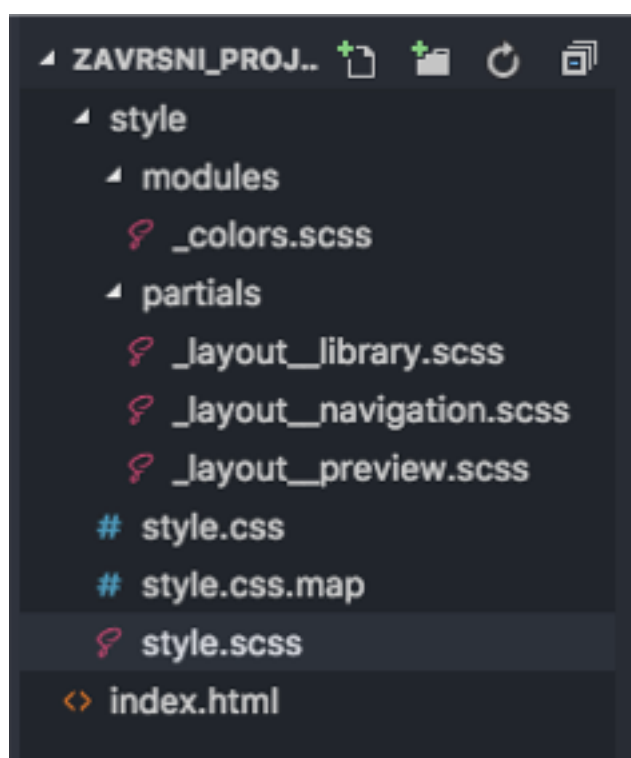 ZAVRSNI_PROJ..
style
modules
_colors.scss
partials
_layout__library.scss
_layout__navigation.scss
_layout__preview.scss
# style.css
# style.css.map
style.scss
<> index.html